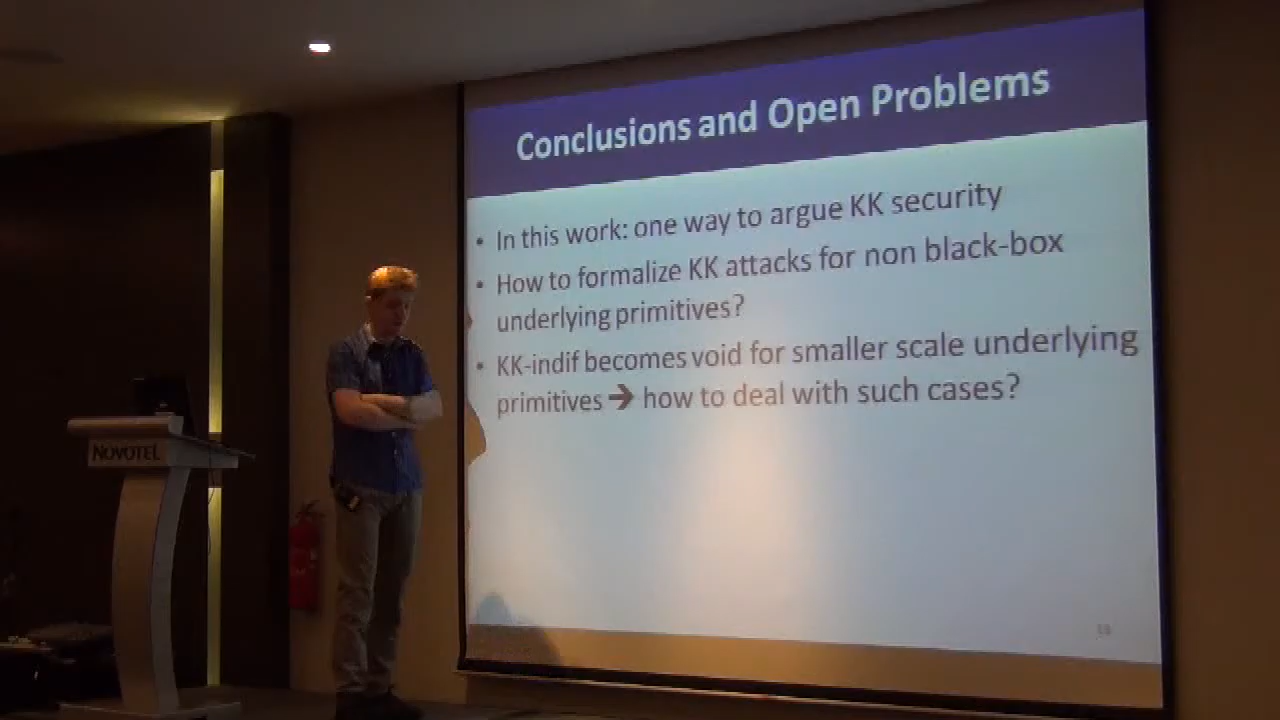 Conclusions and Open Problems
• In this work: one way to argue KK security
• How to formalize KK attacks for non black-box
underlying primitives?
• KK-indif becomes void for smaller scale underlying
primitives → how to deal with such cases?
NOVOTEL